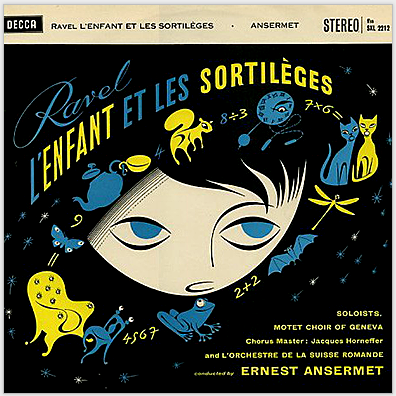 DECCA
RAVEL L'ENFANT ET LES SORTILÈGES · ANSERMET
STEREO
SXL 2212
Ravel
L'ENFANT ET LES SORTILÈGES
4
8÷3
7×6=
2+2
4567
SOLOISTS,
MOTET CHOIR OF GENEVA
Chorus Master: Jacques Horneffer
and L'ORCHESTRE DE LA SUISSE ROMANDE
conducted by ERNEST ANSERMET